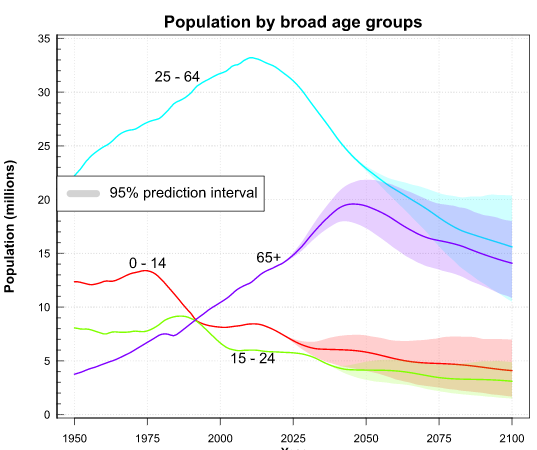 Population by broad age groups
Population (millions)
35
30
25
20
15
10
5
0
25 - 64
95% prediction interval
65+
0 - 14
15 - 24
1950
1975
2000
2025
2050
2075
2100